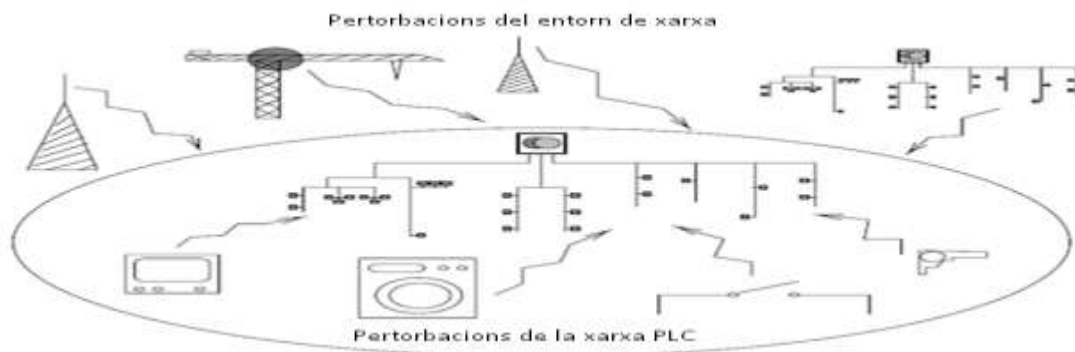 Pertorbacions del entorn de xarxa
Pertorbacions de la xarxa PLC